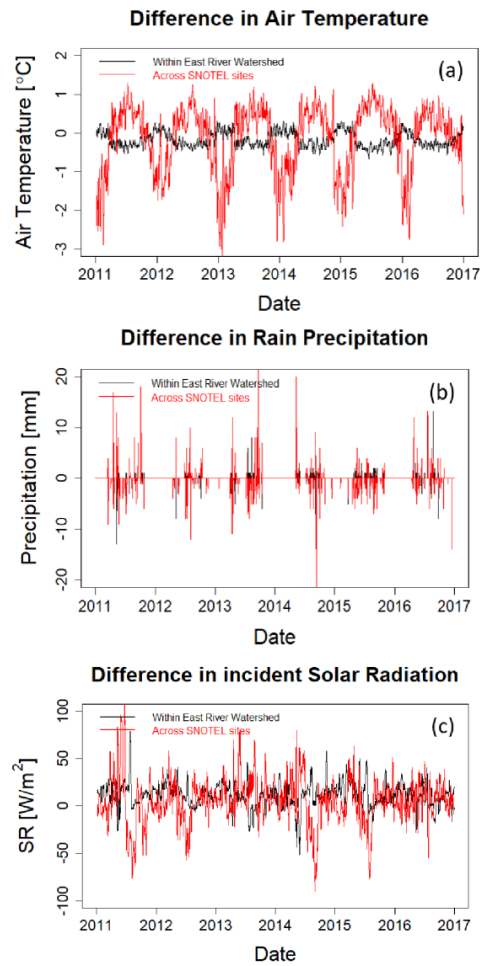 Difference in Air Temperature
Within East River Watershed
Across SNOTEL sites
(a)
Air Temperature [°C]
2
1
0
-1
-2
-3
2011 2012 2013 2014 2015 2016 2017
Date
Difference in Rain Precipitation
Within East River Watershed
Across SNOTEL sites
(b)
Precipitation [mm]
20
10
0
-10
-20
2011 2012 2013 2014 2015 2016 2017
Date
Difference in incident Solar Radiation
Within East River Watershed
Across SNOTEL sites
(c)
SR [W/m²]
100
50
0
-50
-100
2011 2012 2013 2014 2015 2016 2017
Date